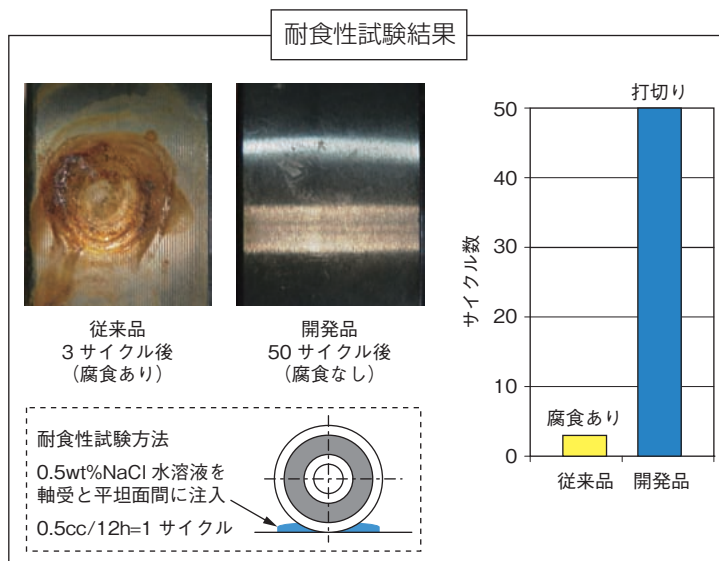 耐食性試験結果
従来品
3 サイクル後
（腐食あり）
開発品
50 サイクル後
（腐食なし）
耐食性試験方法
0.5wt%NaCl 水溶液を
軸受と平坦面間に注入
0.5cc/12h=1 サイクル
サイクル数
50
40
30
20
10
0
打切り
腐食あり
従来品
開発品